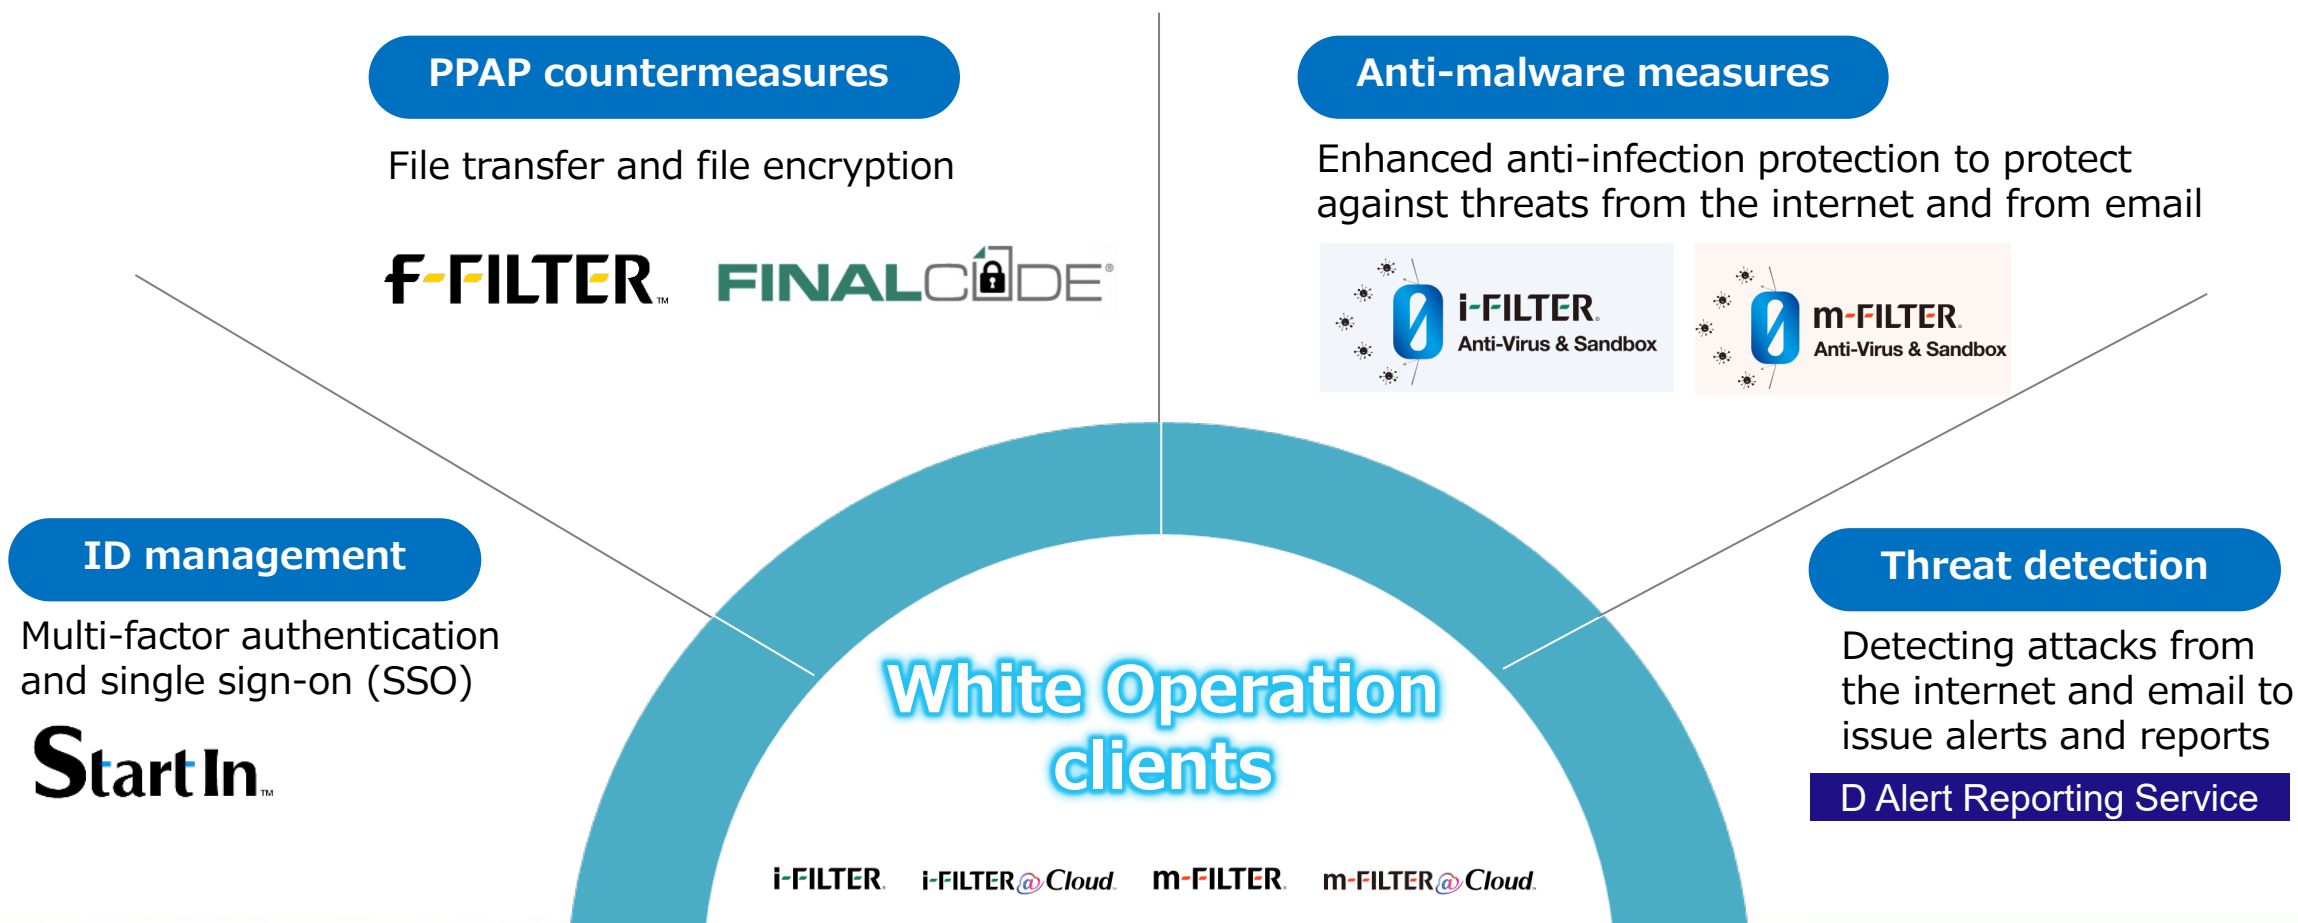 PPAP countermeasures
File transfer and file encryption
F-FILTER™
FINALCODE®
Anti-malware measures
Enhanced anti-infection protection to protect
against threats from the internet and from email
i-FILTER®
Anti-Virus & Sandbox
m-FILTER®
Anti-Virus & Sandbox
ID management
Multi-factor authentication
and single sign-on (SSO)
StartIn™
Threat detection
Detecting attacks from
the internet and email to
issue alerts and reports
D Alert Reporting Service
White Operation
clients
i-FILTER® i-FILTER@Cloud m-FILTER® m-FILTER@Cloud